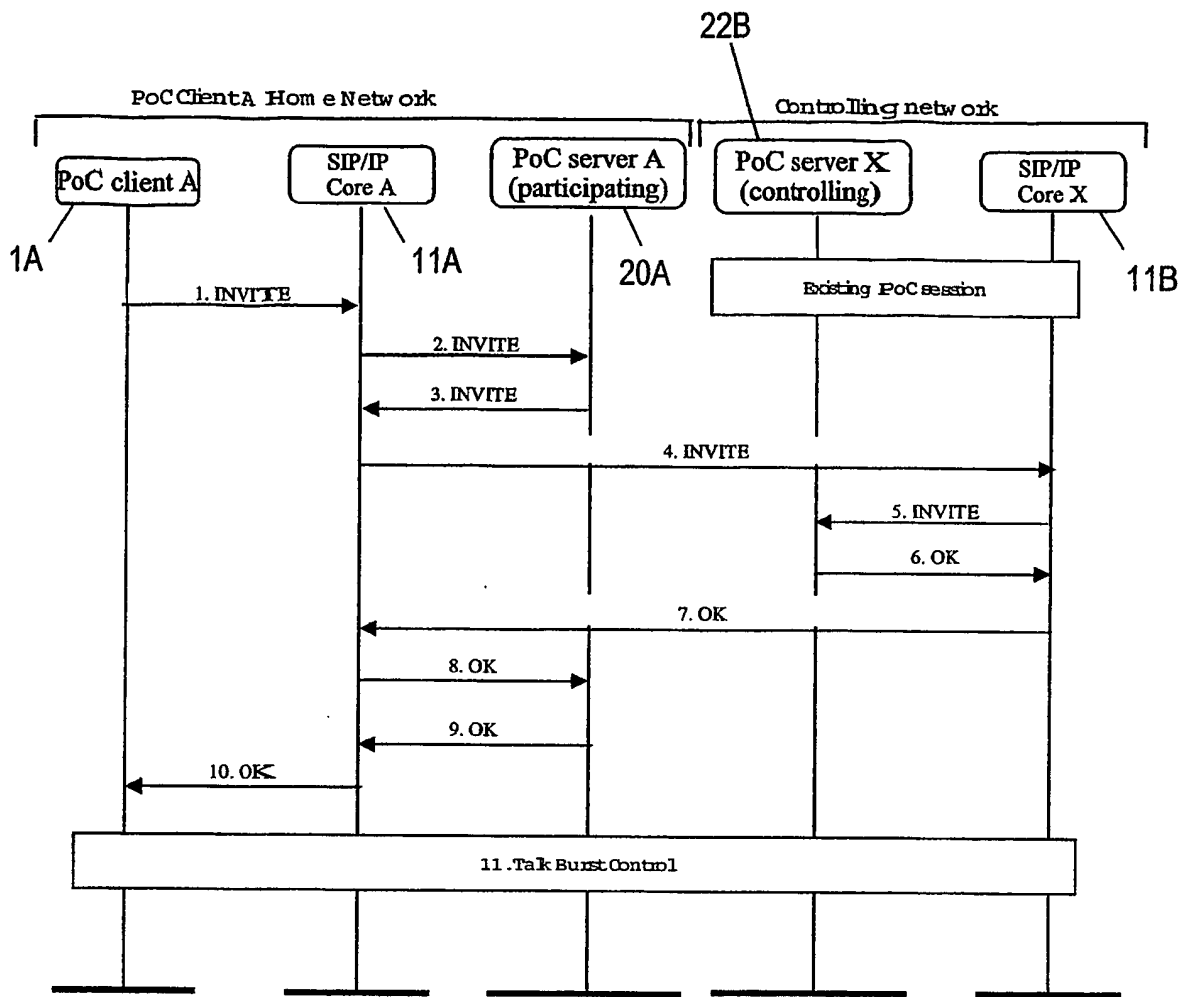 22B
PoC Client A Home Network
Controlling network
PoC client A
SIP/IP
Core A
PoC server A
(participating)
PoC server X
(controlling)
SIP/IP
Core X
1A
11A
20A
11B
Existing PoC session
1. INVITE
2. INVITE
3. INVITE
4. INVITE
5. INVITE
6. OK
7. OK
8. OK
9. OK
10. OK
11. Talk Burst Control